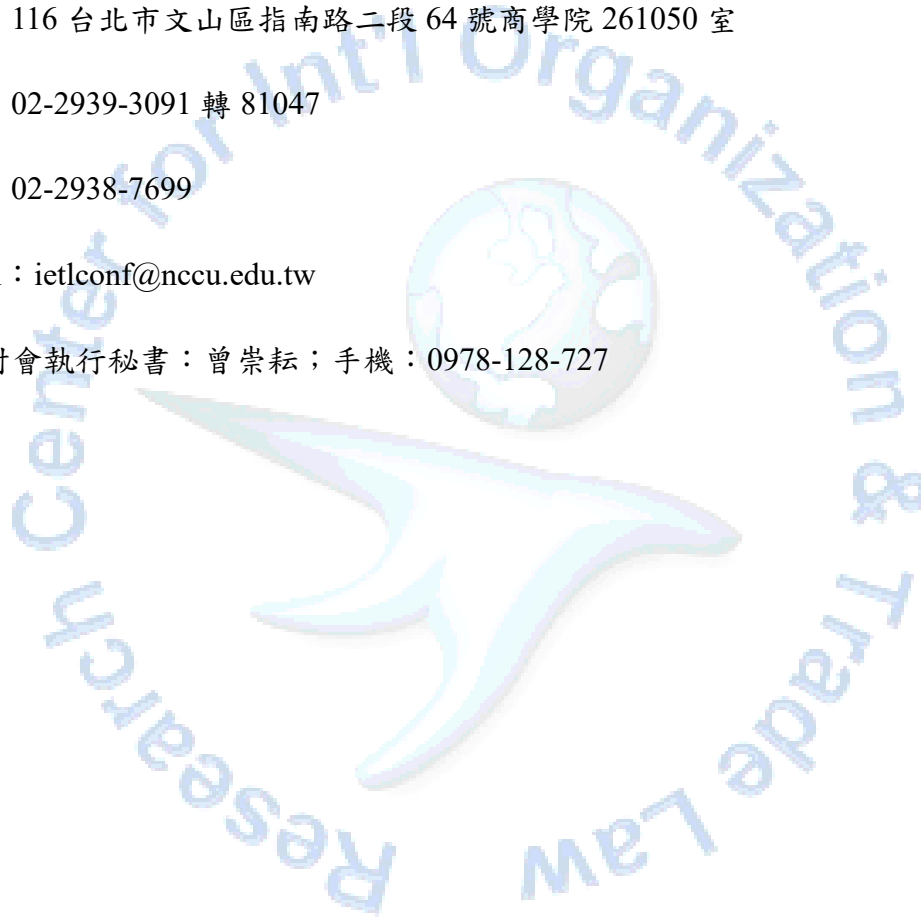 116 台北市文山區指南路二段 64 號商學院 261050 室
02-2939-3091 轉 81047
02-2938-7699
：ietlconf@nccu.edu.tw
會執行秘書：曾崇耘；手機：0978-128-727
Research Center for Int'l Organization & Trade Law